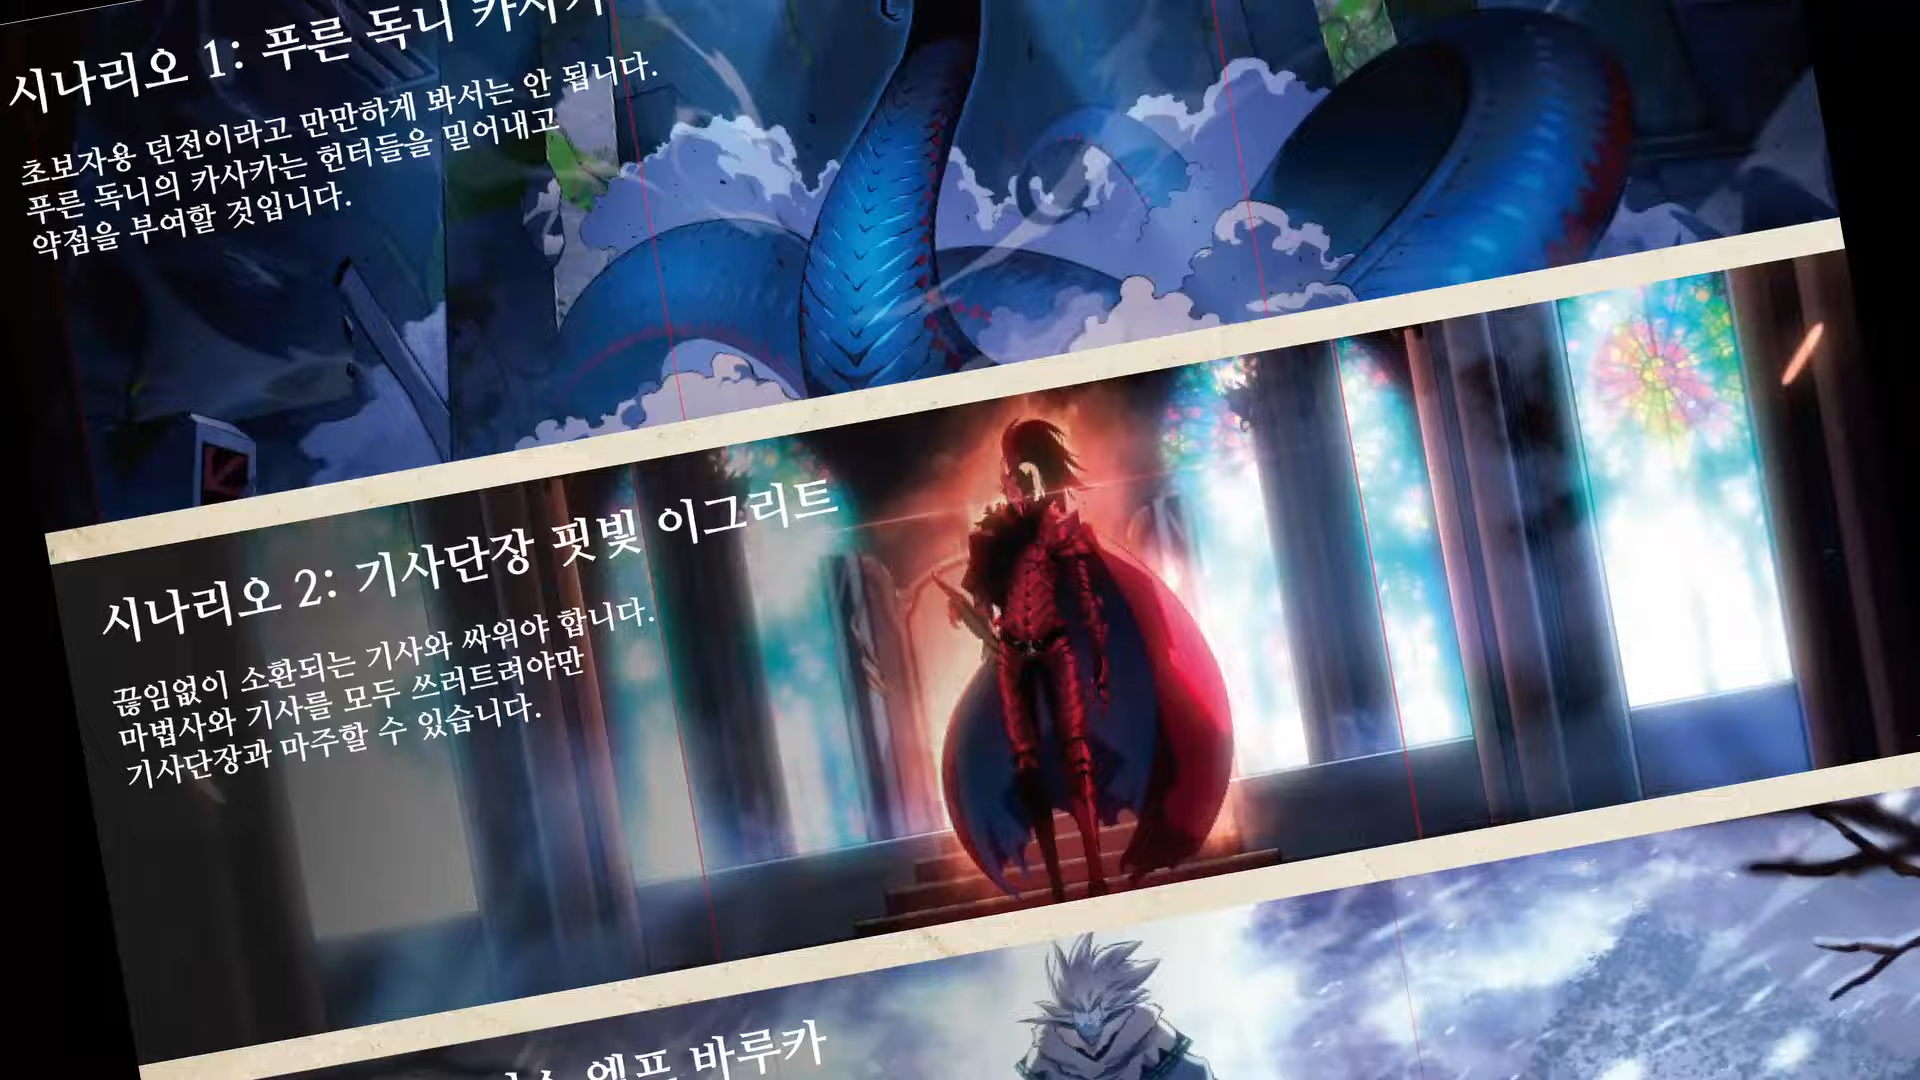 시나리오 1: 푸른 독니
초보자용 던전이라고 만만하게 봐서는 안 됩니다.
푸른 독니의 카사카는 헌터들을 밀어내고
약점을 부여할 것입니다.
시나리오 2: 기사단장 핏빛 이그리트
끊임없이 소환되는 기사와 싸워야 합니다.
마법사와 기사를 모두 쓰러트려야만
기사단장과 마주할 수 있습니다.
엘프 바루카